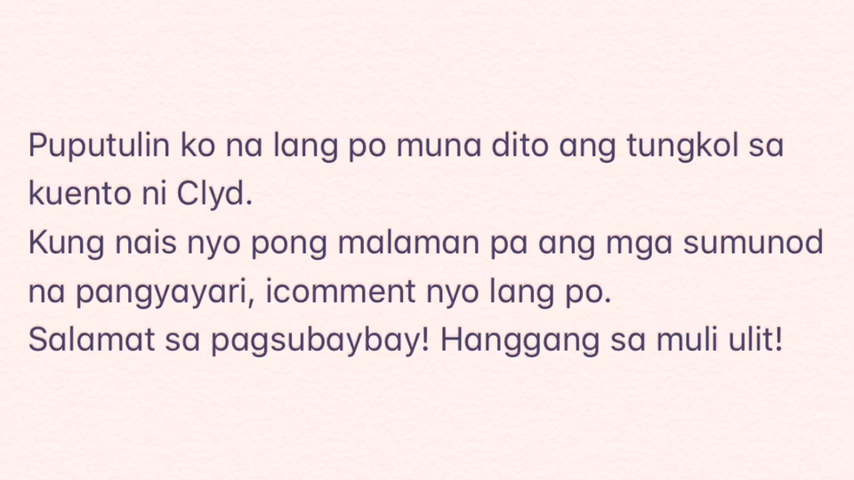 Puputulin ko na lang po muna dito ang tungkol sa
kuento ni Clyd.
Kung nais nyo pong malaman pa ang mga sumunod
na pangyayari, icomment nyo lang po.
Salamat sa pagsubaybay! Hanggang sa muli ulit!